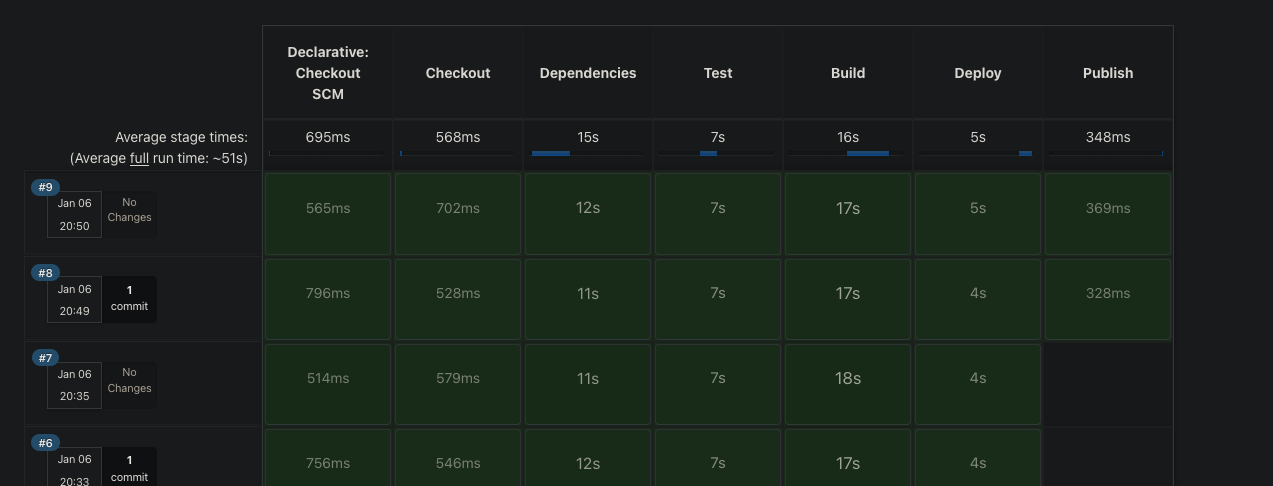 Declarative:
Checkout
SCM
Checkout
Dependencies
Test
Build
Deploy
Publish
Average stage times:
(Average full run time: ~51s)
695ms
568ms
15s
7s
16s
5s
348ms
#9
Jan 06
20:50
No
Changes
565ms
702ms
12s
7s
17s
5s
369ms
#8
Jan 06
20:49
1
commit
796ms
528ms
11s
7s
17s
4s
328ms
#7
Jan 06
20:35
No
Changes
514ms
579ms
11s
7s
18s
4s
#6
Jan 06
20:33
1
commit
756ms
546ms
12s
7s
17s
4s